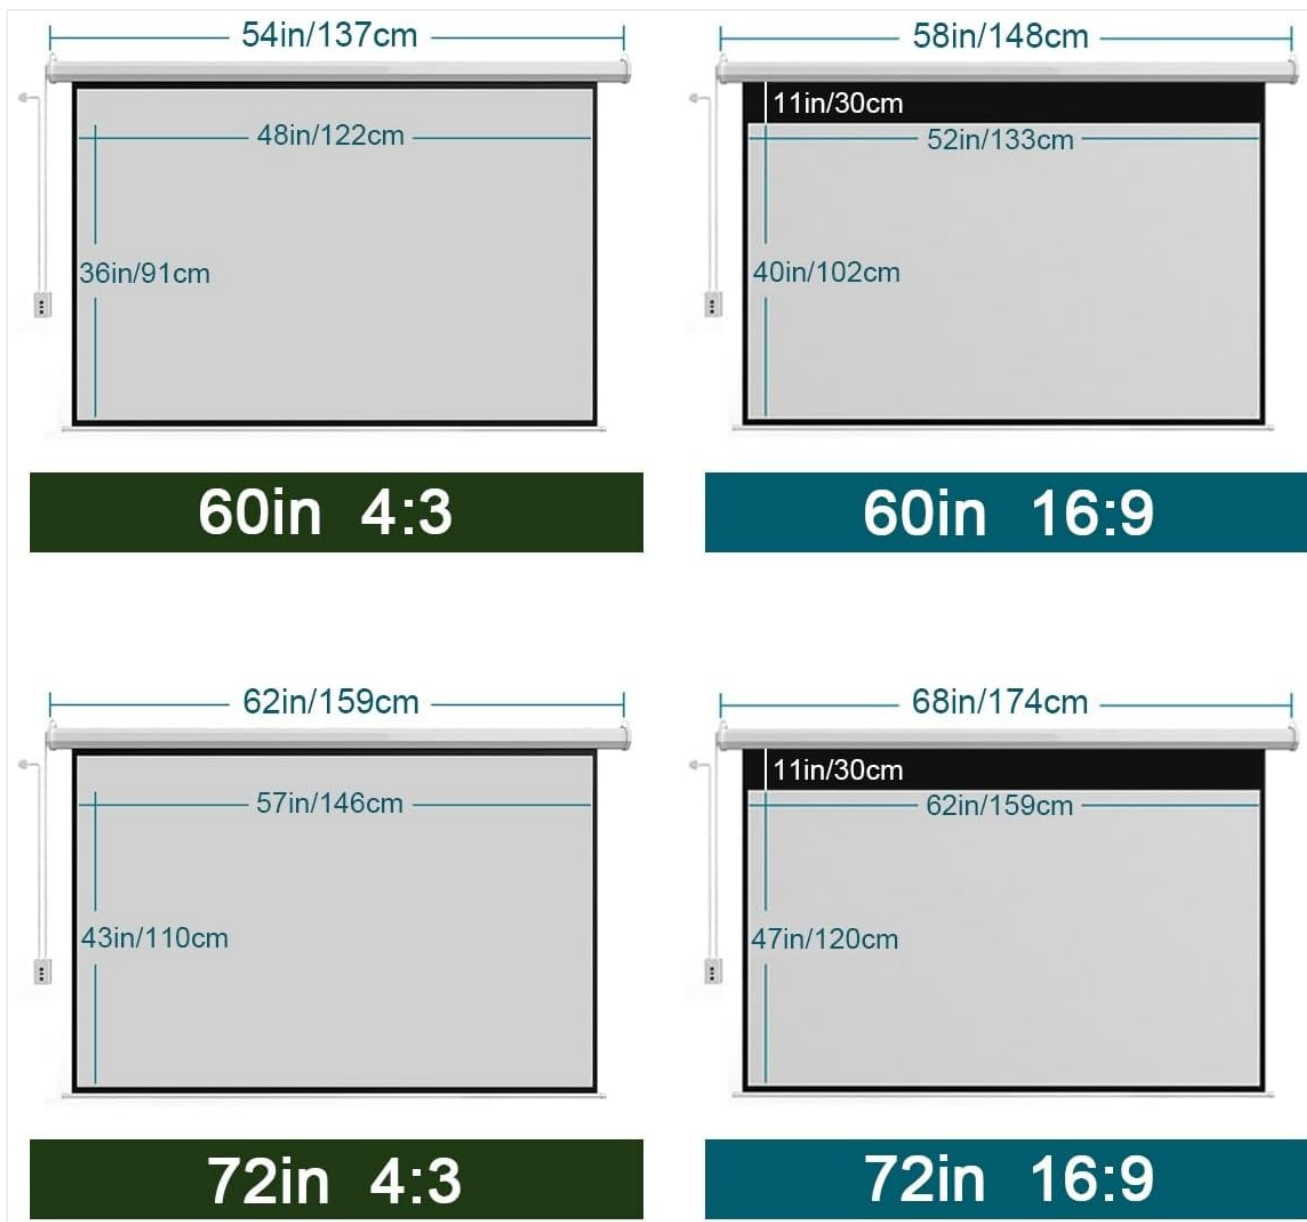 54in/137cm
58in/148cm
11in/30cm
48in/122cm
52in/133cm
36in/91cm
40in/102cm
60in 4:3
60in 16:9
62in/159cm
68in/174cm
11in/30cm
57in/146cm
62in/159cm
43in/110cm
47in/120cm
72in 4:3
72in 16:9